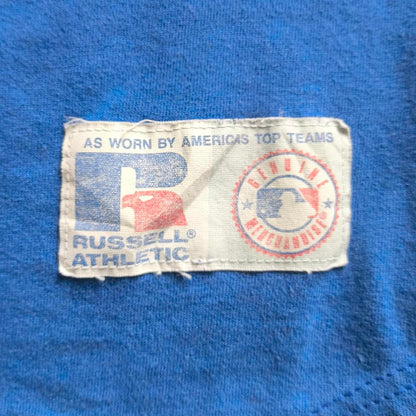 AS WORN BY AMERICA'S TOP TEAMS
R
RUSSELL®
ATHLETIC
GENUINE
MERCHANDISE